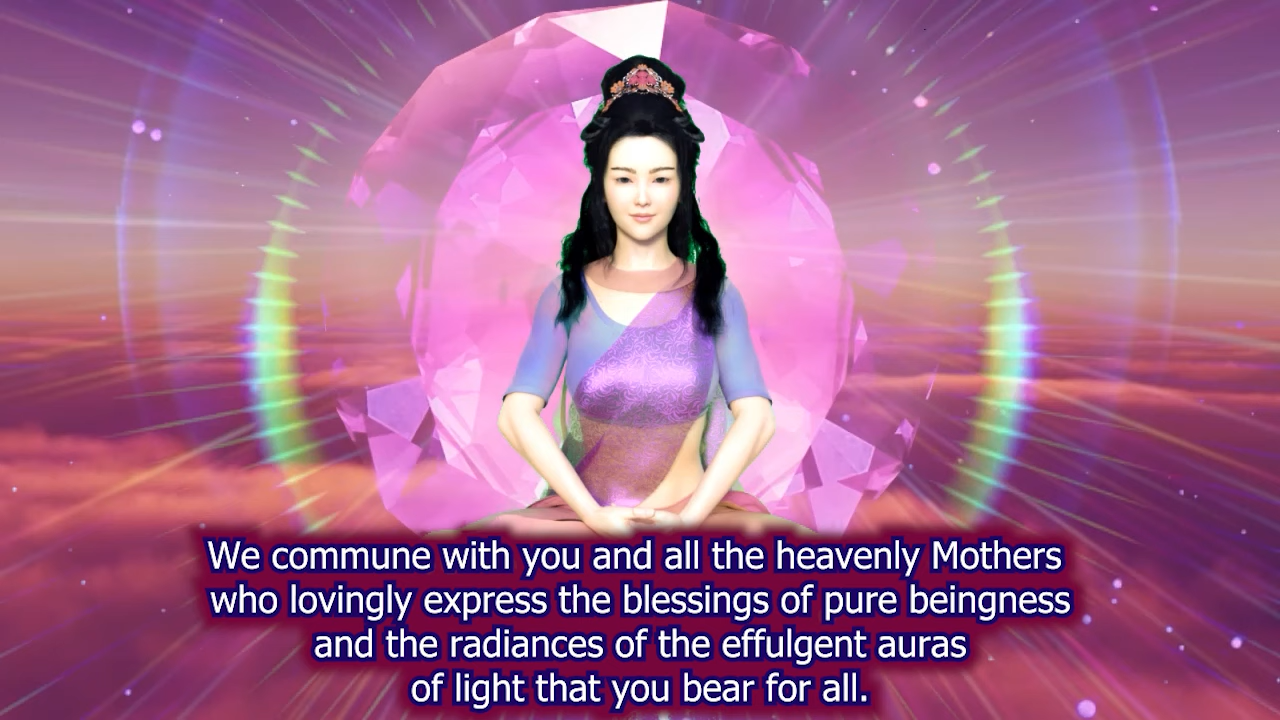 We commune with you and all the heavenly Mothers
who lovingly express the blessings of pure beingness
and the radiances of the effulgent auras
of light that you bear for all.